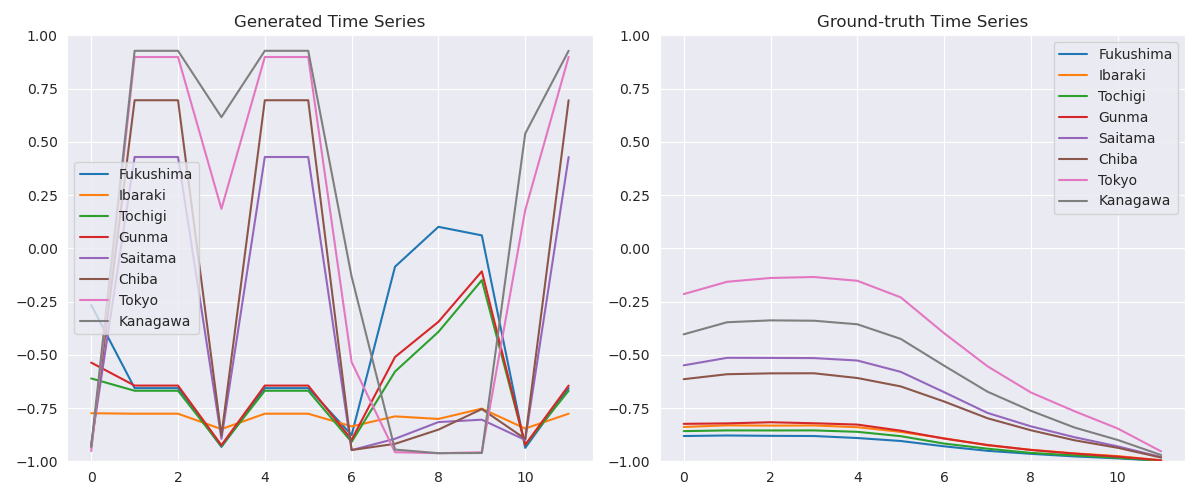 Generated Time Series
1.00
0.75
0.50
0.25
0.00
−0.25
−0.50
−0.75
−1.00
0 2 4 6 8 10
Fukushima
Ibaraki
Tochigi
Gunma
Saitama
Chiba
Tokyo
Kanagawa
Ground-truth Time Series
1.00
0.75
0.50
0.25
0.00
−0.25
−0.50
−0.75
−1.00
0 2 4 6 8 10
Fukushima
Ibaraki
Tochigi
Gunma
Saitama
Chiba
Tokyo
Kanagawa